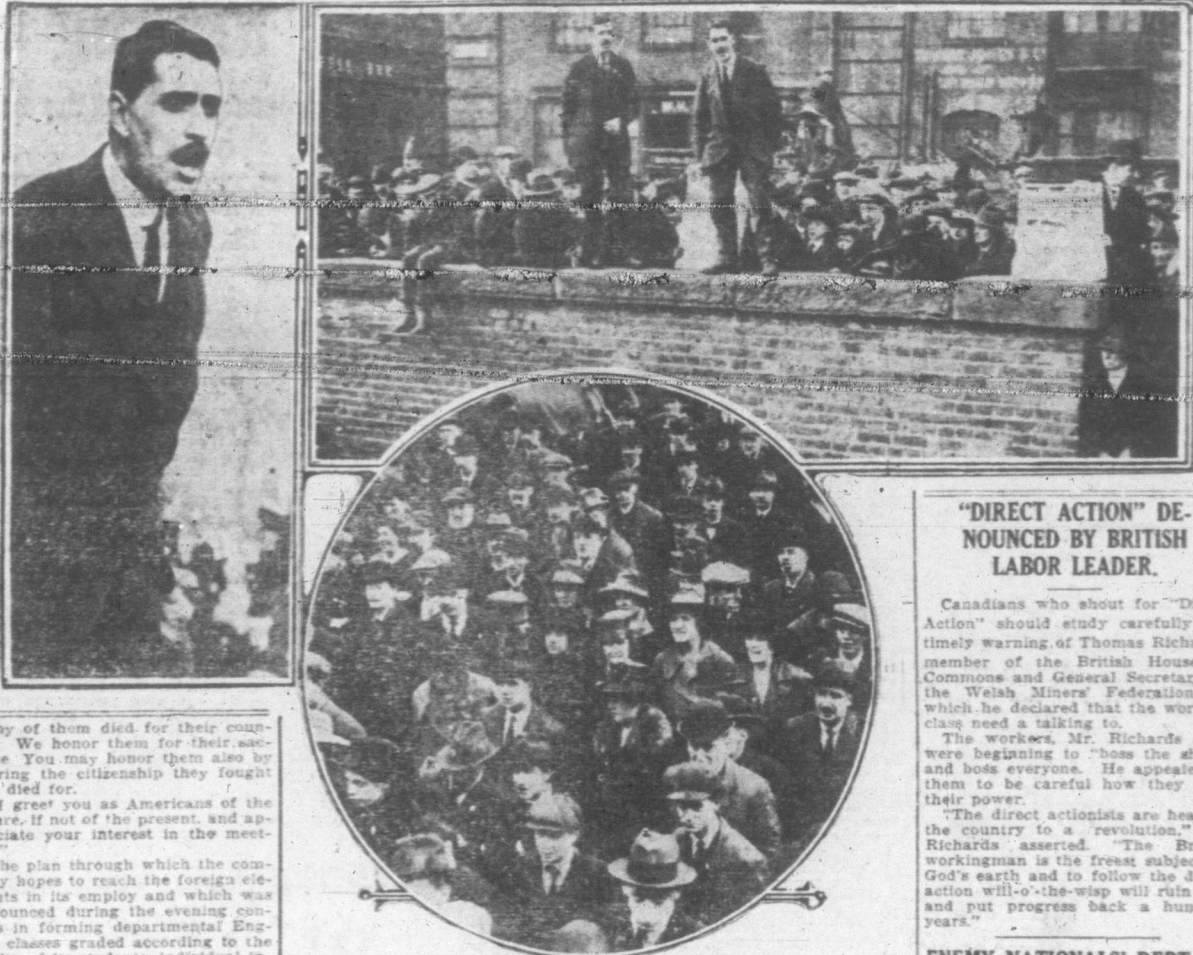 ny of them died for their coun-
We honor them for their sac-
e You may honor them also by
ring the citizenship they fought
died for.
I greet you as Americans of the
ure, if not of the present, and ap-
ciate your interest in the meet-
he plan through which the com-
y hopes to reach the foreign ele-
nts in its employ and which was
ounced during the evening con-
s in forming departmental Eng-
classes graded according to the
"DIRECT ACTION" DE-
NOUNCED BY BRITISH
LABOR LEADER.
Canadians who shout for "D
Action" should study carefully
timely warning of Thomas Rich
member of the British House
Commons and General Secretar
the Welsh Miners' Federation
which he declared that the wor
class need a talking to.
The workers, Mr. Richards
were beginning to "boss the sh
and boss everyone. He appeale
them to be careful how they
their power.
"The direct actionists are hea
the country to a revolution,"
Richards asserted. "The Br
workingman is the freest subjec
God's earth and to follow the d
action will-o'-the-wisp will ruin
and put progress back a hun
years."
ENEMY NATIONALS' DEPT